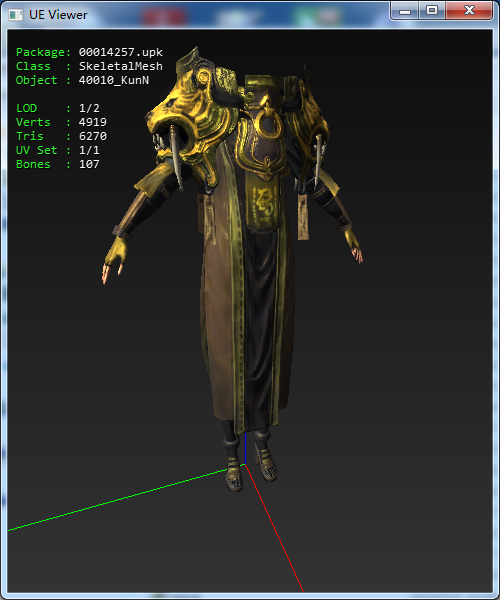 UE Viewer
Package: 00014257.upk
Class : SkeletalMesh
Object : 40010_KunN
LOD : 1/2
Verts : 4919
Tris : 6270
UV Set : 1/1
Bones : 107